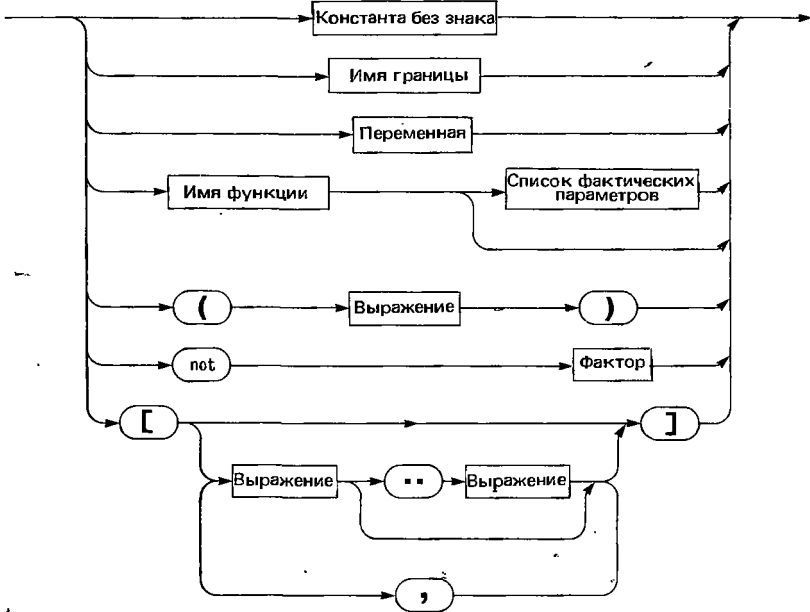 Константа без знака
Имя границы
Переменная
Имя функции
Список фактических
параметров
( Выражение )
not Фактор
[ ]
Выражение .. Выражение
,